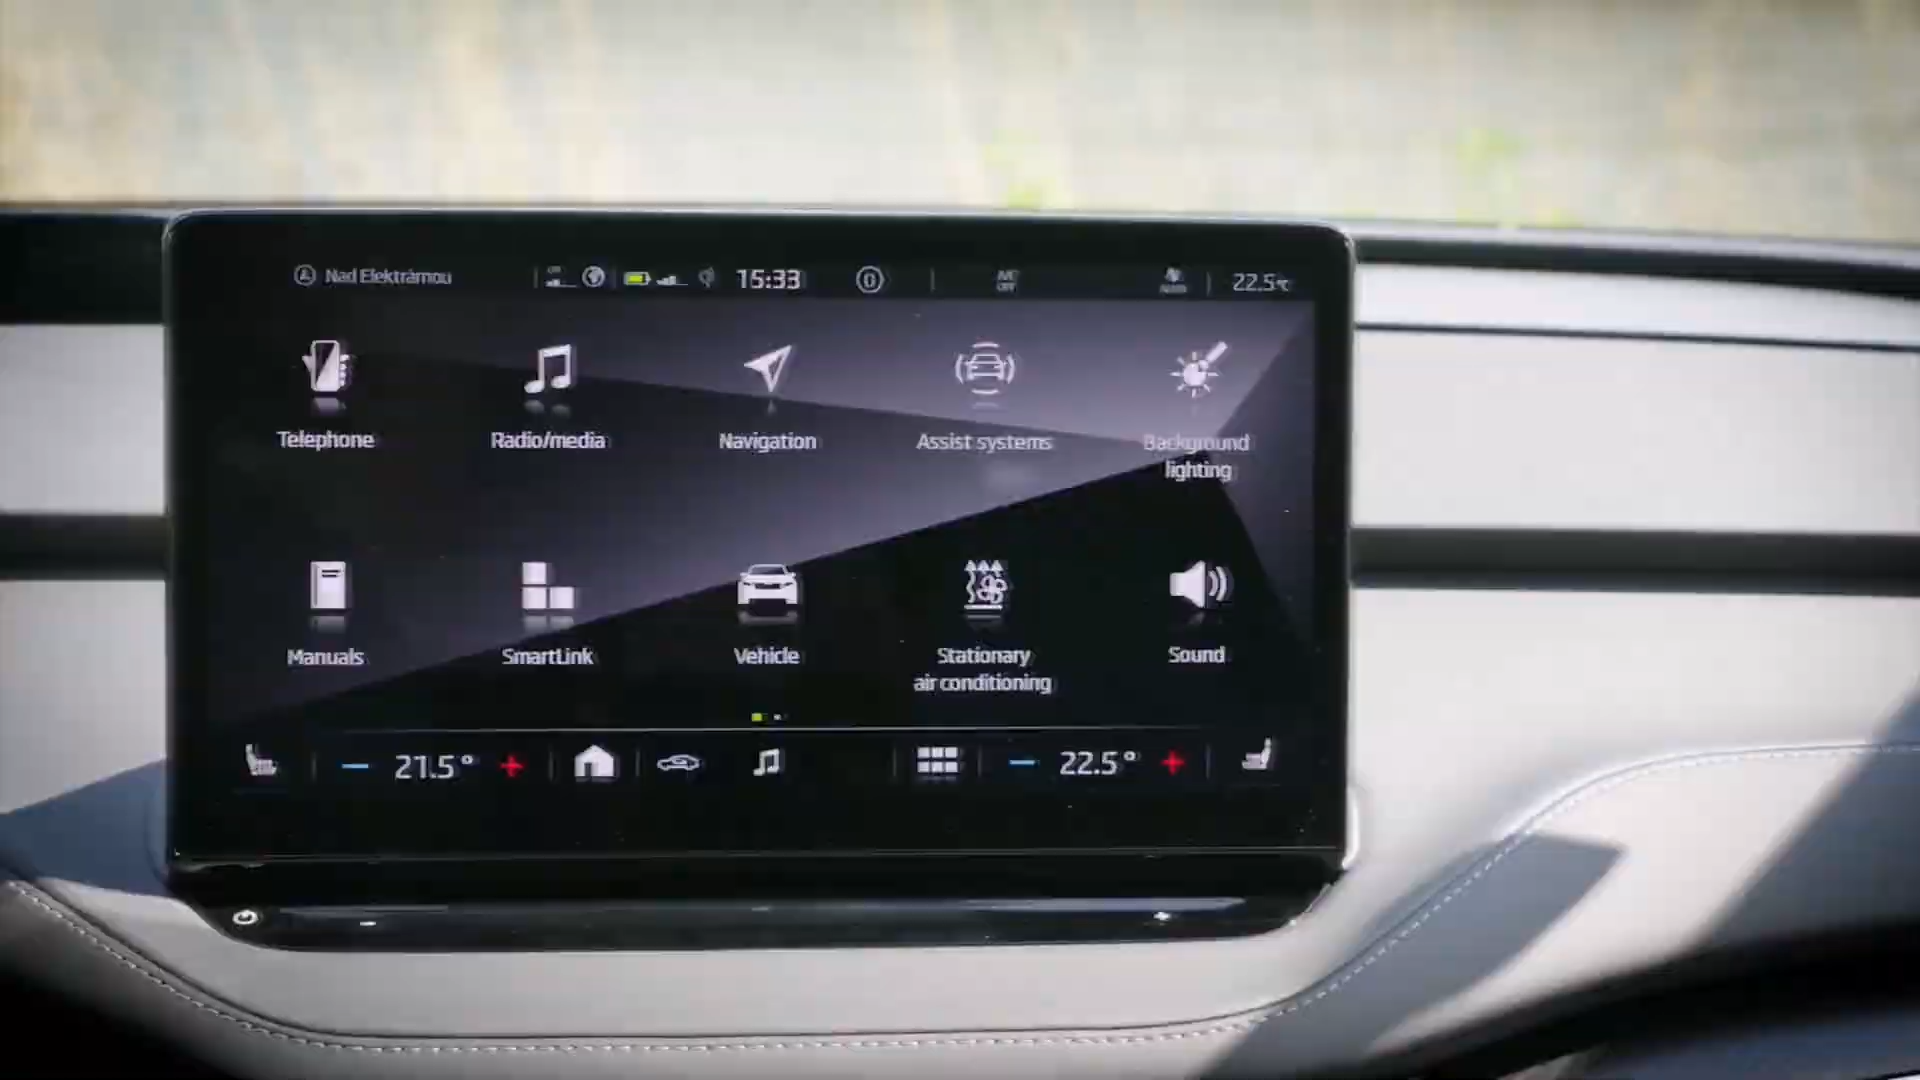 Nad Elektrárnou 15:33 22.5°C
Telephone Radio/media Navigation Assist systems Background
lighting
Manuals SmartLink Vehicle Stationary Sound
air conditioning
21.5° 22.5°